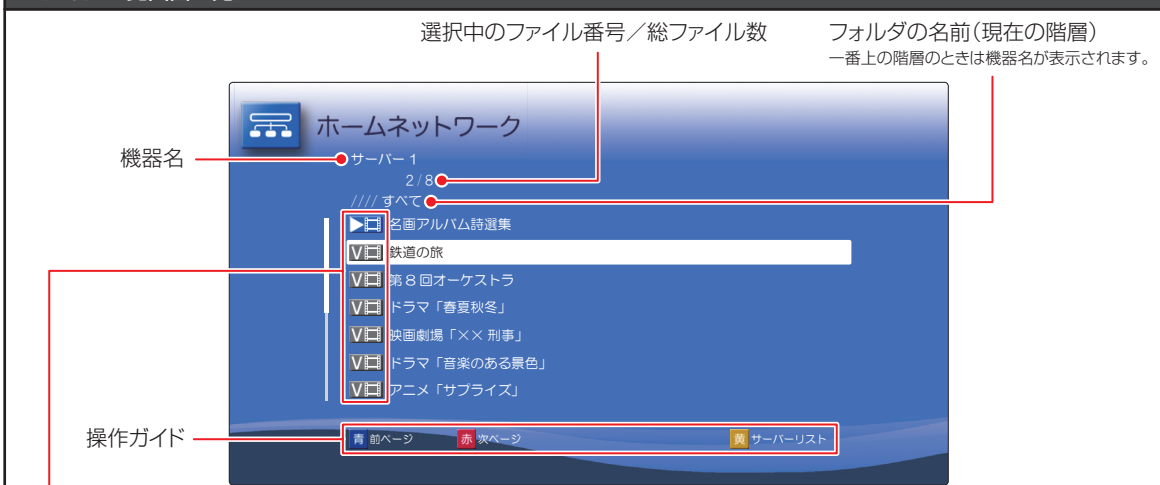 選択中のファイル番号／総ファイル数
フォルダの名前（現在の階層）
一番上の階層のときは機器名が表示されます。
ホームネットワーク
機器名
サーバー 1
2/8
//// すべて
名画アルバム詩選集
V 鉄道の旅
V 第８回オーケストラ
V ドラマ「春夏秋冬」
V 映画劇場「×× 刑事」
V ドラマ「音楽のある景色」
V アニメ「サプライズ」
操作ガイド
青 前ページ 赤 次ページ 黄 サーバーリスト